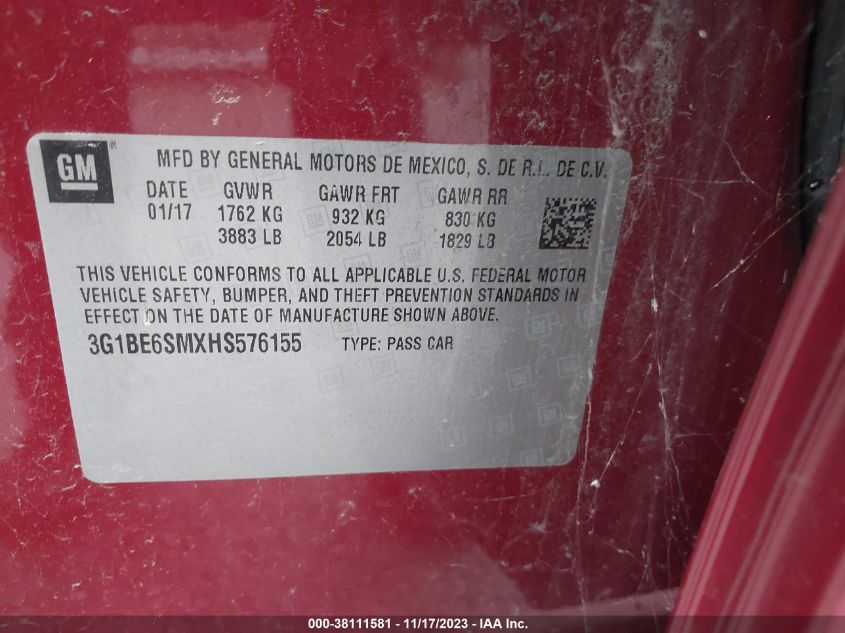 GM ® MFD BY GENERAL MOTORS DE MEXICO, S. DE R.L. DE C.V.
DATE GVWR GAWR FRT GAWR RR
01/17 1762 KG 932 KG 830 KG
3883 LB 2054 LB 1829 LB
THIS VEHICLE CONFORMS TO ALL APPLICABLE U.S. FEDERAL MOTOR
VEHICLE SAFETY, BUMPER, AND THEFT PREVENTION STANDARDS IN
EFFECT ON THE DATE OF MANUFACTURE SHOWN ABOVE.
3G1BE6SMXHS576155 TYPE: PASS CAR
000-38111581 - 11/17/2023 - IAA Inc.